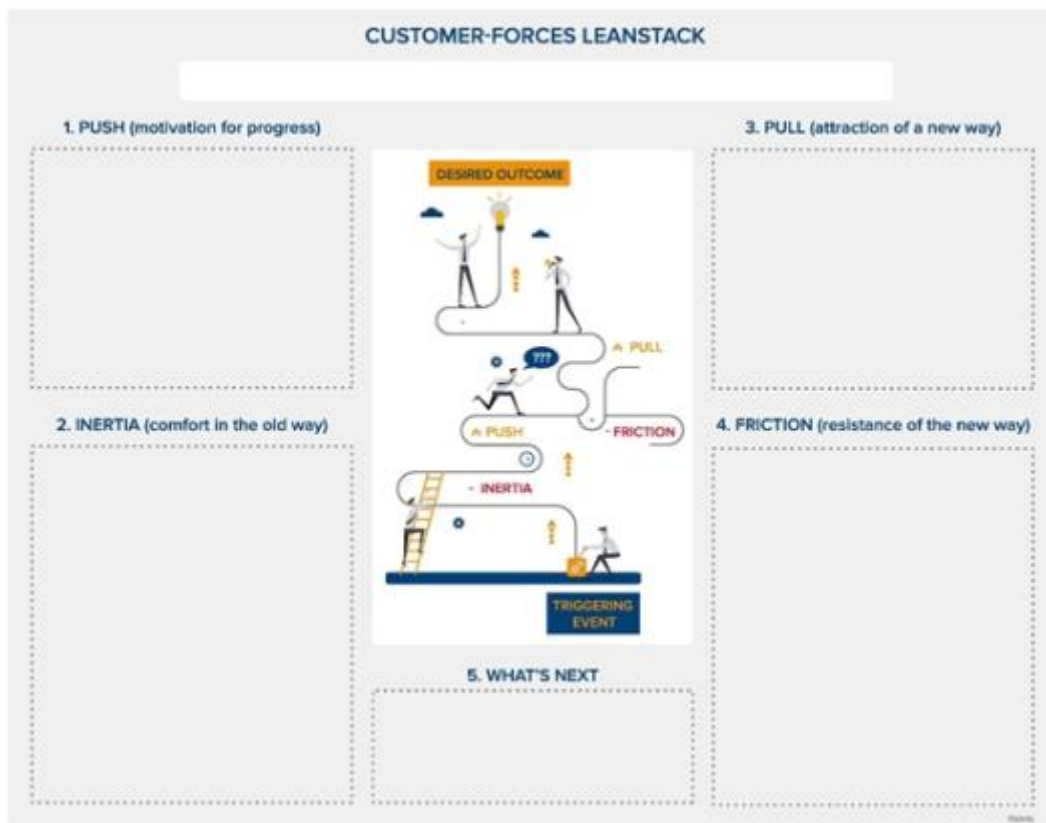 CUSTOMER-FORCES LEANSTACK
1. PUSH (motivation for progress)
3. PULL (attraction of a new way)
DESIRED OUTCOME
PULL
???
2. INERTIA (comfort in the old way)
4. FRICTION (resistance of the new way)
PUSH
- FRICTION
- INERTIA
TRIGGERING
EVENT
5. WHAT'S NEXT